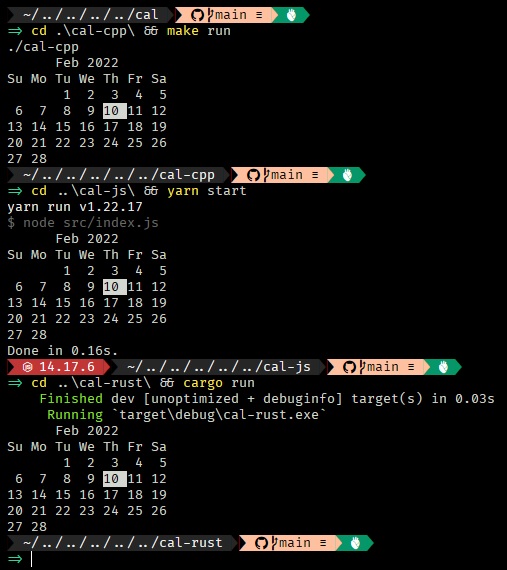 ~/../../../../cal main ≡
⇒ cd .\cal-cpp\ && make run
./cal-cpp
      Feb 2022
Su Mo Tu We Th Fr Sa
       1  2  3  4  5
 6  7  8  9 10 11 12
13 14 15 16 17 18 19
20 21 22 23 24 25 26
27 28
~/../../../../../cal-cpp main ≡
⇒ cd ..\cal-js\ && yarn start
yarn run v1.22.17
$ node src/index.js
      Feb 2022
Su Mo Tu We Th Fr Sa
       1  2  3  4  5
 6  7  8  9 10 11 12
13 14 15 16 17 18 19
20 21 22 23 24 25 26
27 28
Done in 0.16s.
14.17.6 ~/../../../../../cal-js main ≡
⇒ cd ..\cal-rust\ && cargo run
    Finished dev [unoptimized + debuginfo] target(s) in 0.03s
     Running `target\debug\cal-rust.exe`
      Feb 2022
Su Mo Tu We Th Fr Sa
       1  2  3  4  5
 6  7  8  9 10 11 12
13 14 15 16 17 18 19
20 21 22 23 24 25 26
27 28
~/../../../../../cal-rust main ≡
⇒